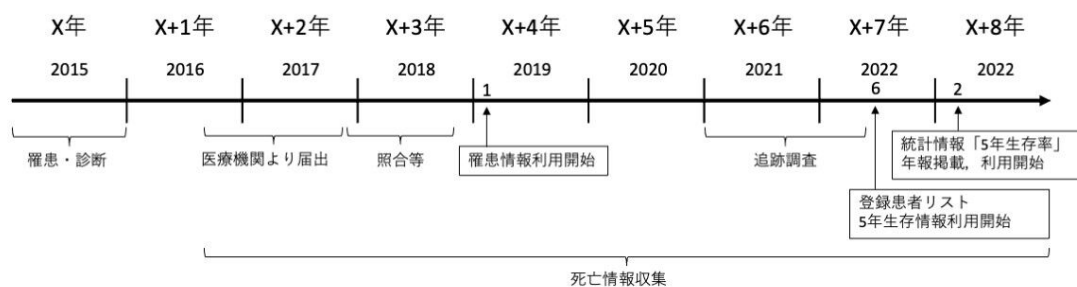 X年 X+1年 X+2年 X+3年 X+4年 X+5年 X+6年 X+7年 X+8年
2015 2016 2017 2018 2019 2020 2021 2022 2022
1 6 2
罹患・診断 医療機関より届出 照合等 罹患情報利用開始 追跡調査
統計情報「5年生存率」
年報掲載，利用開始
登録患者リスト
5年生存情報利用開始
死亡情報収集